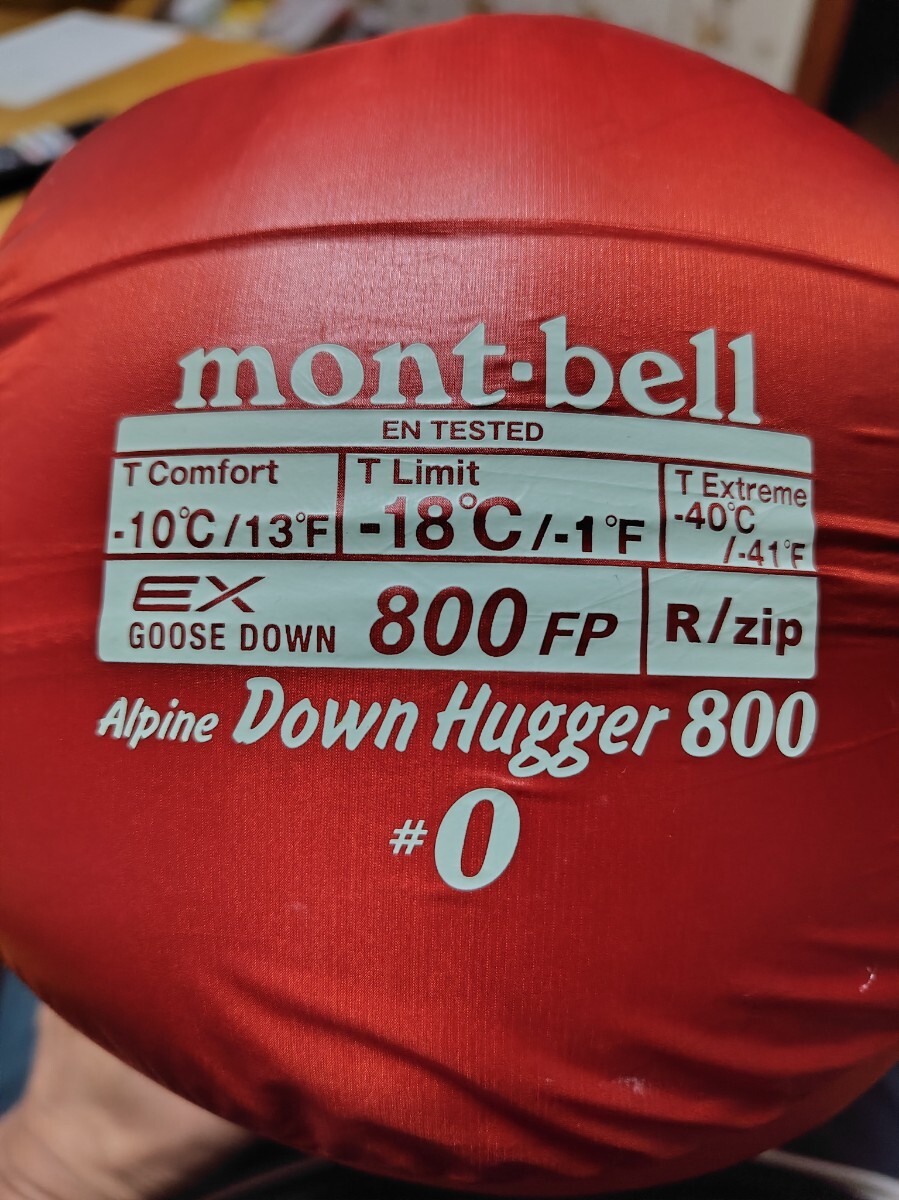 mont-bell
EN TESTED
T Comfort
-10°C/13°F
T Limit
-18°C/-1°F
T Extreme
-40°C
/-41°F
EX
GOOSE DOWN
800 FP
R/zip
Alpine Down Hugger 800
#0